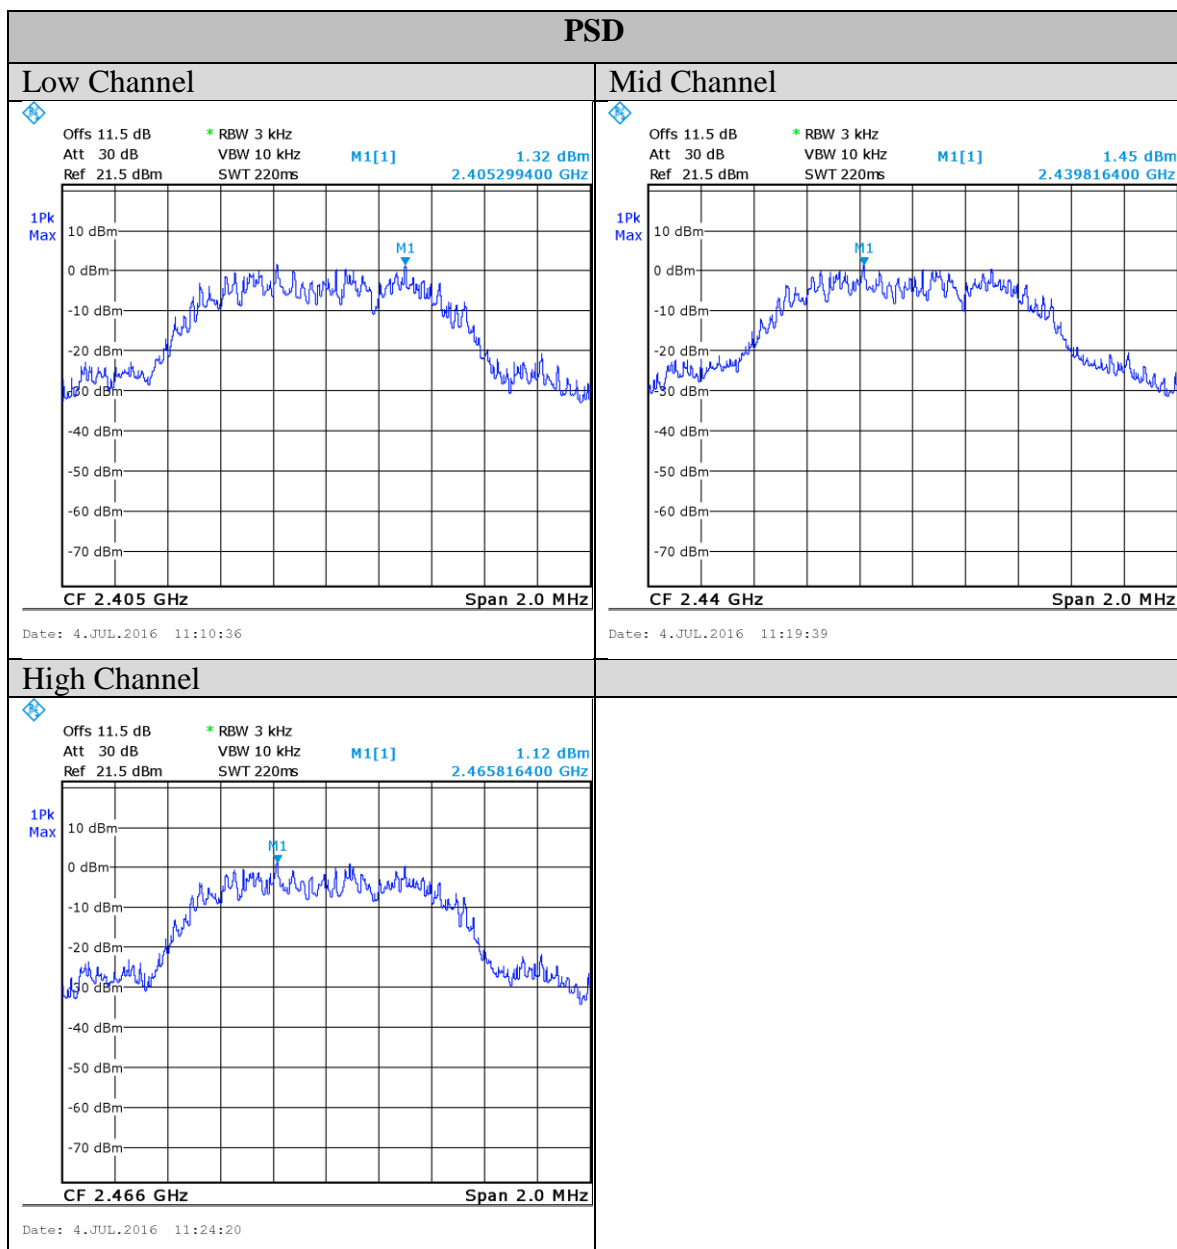 PSD
Low Channel
Mid Channel
Offs 11.5 dB * RBW 3 kHz
Att 30 dB VBW 10 kHz M1[1] 1.32 dBm
Ref 21.5 dBm SWT 220ms 2.405299400 GHz
1Pk
Max
10 dBm
M1
0 dBm
-10 dBm
-20 dBm
-30 dBm
-40 dBm
-50 dBm
-60 dBm
-70 dBm
CF 2.405 GHz Span 2.0 MHz
Date: 4.JUL.2016 11:10:36
Offs 11.5 dB * RBW 3 kHz
Att 30 dB VBW 10 kHz M1[1] 1.45 dBm
Ref 21.5 dBm SWT 220ms 2.439816400 GHz
1Pk
Max
10 dBm
M1
0 dBm
-10 dBm
-20 dBm
-30 dBm
-40 dBm
-50 dBm
-60 dBm
-70 dBm
CF 2.44 GHz Span 2.0 MHz
Date: 4.JUL.2016 11:19:39
High Channel
Offs 11.5 dB * RBW 3 kHz
Att 30 dB VBW 10 kHz M1[1] 1.12 dBm
Ref 21.5 dBm SWT 220ms 2.465816400 GHz
1Pk
Max
10 dBm
M1
0 dBm
-10 dBm
-20 dBm
-30 dBm
-40 dBm
-50 dBm
-60 dBm
-70 dBm
CF 2.466 GHz Span 2.0 MHz
Date: 4.JUL.2016 11:24:20